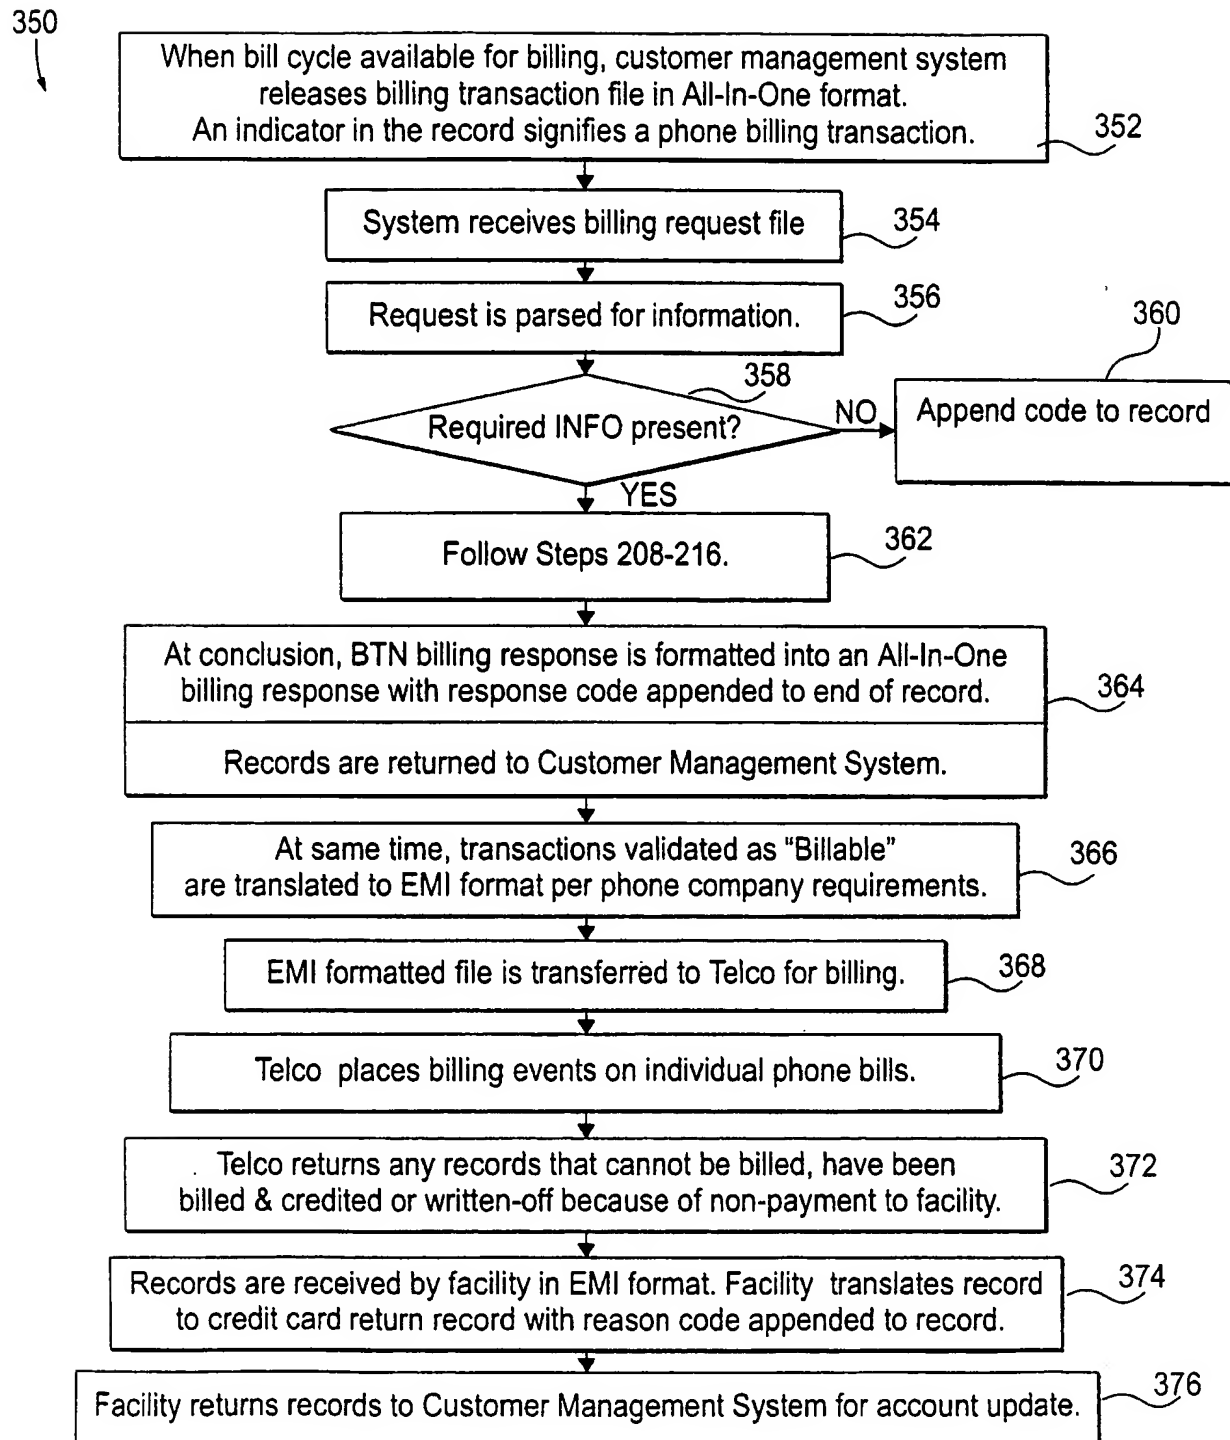 350
When bill cycle available for billing, customer management system
releases billing transaction file in All-In-One format.
An indicator in the record signifies a phone billing transaction.
352
System receives billing request file
354
Request is parsed for information.
356
358
Required INFO present?
NO
360
Append code to record
YES
Follow Steps 208-216.
362
At conclusion, BTN billing response is formatted into an All-In-One
billing response with response code appended to end of record.
364
Records are returned to Customer Management System.
At same time, transactions validated as "Billable"
are translated to EMI format per phone company requirements.
366
EMI formatted file is transferred to Telco for billing.
368
Telco places billing events on individual phone bills.
370
Telco returns any records that cannot be billed, have been
billed & credited or written-off because of non-payment to facility.
372
Records are received by facility in EMI format. Facility translates record
to credit card return record with reason code appended to record.
374
Facility returns records to Customer Management System for account update.
376